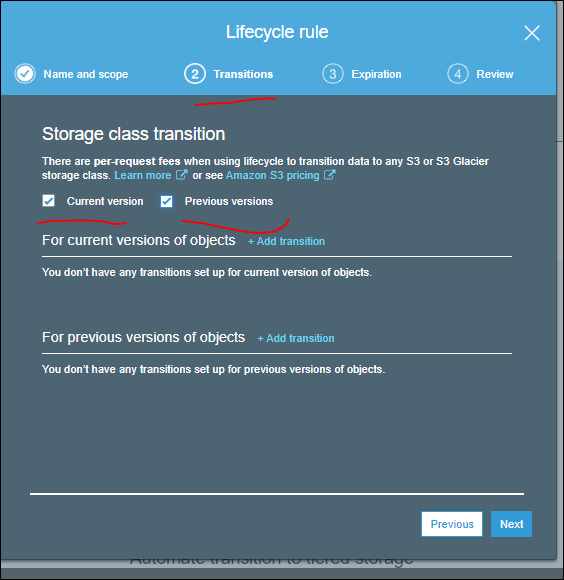 Lifecycle rule
Name and scope
2 Transitions
3 Expiration
4 Review
Storage class transition
There are per-request fees when using lifecycle to transition data to any S3 or S3 Glacier
storage class. Learn more or see Amazon S3 pricing
Current version Previous versions
For current versions of objects + Add transition
You don't have any transitions set up for current version of objects.
For previous versions of objects + Add transition
You don't have any transitions set up for previous versions of objects.
Previous Next
Automate transition to tiered storage